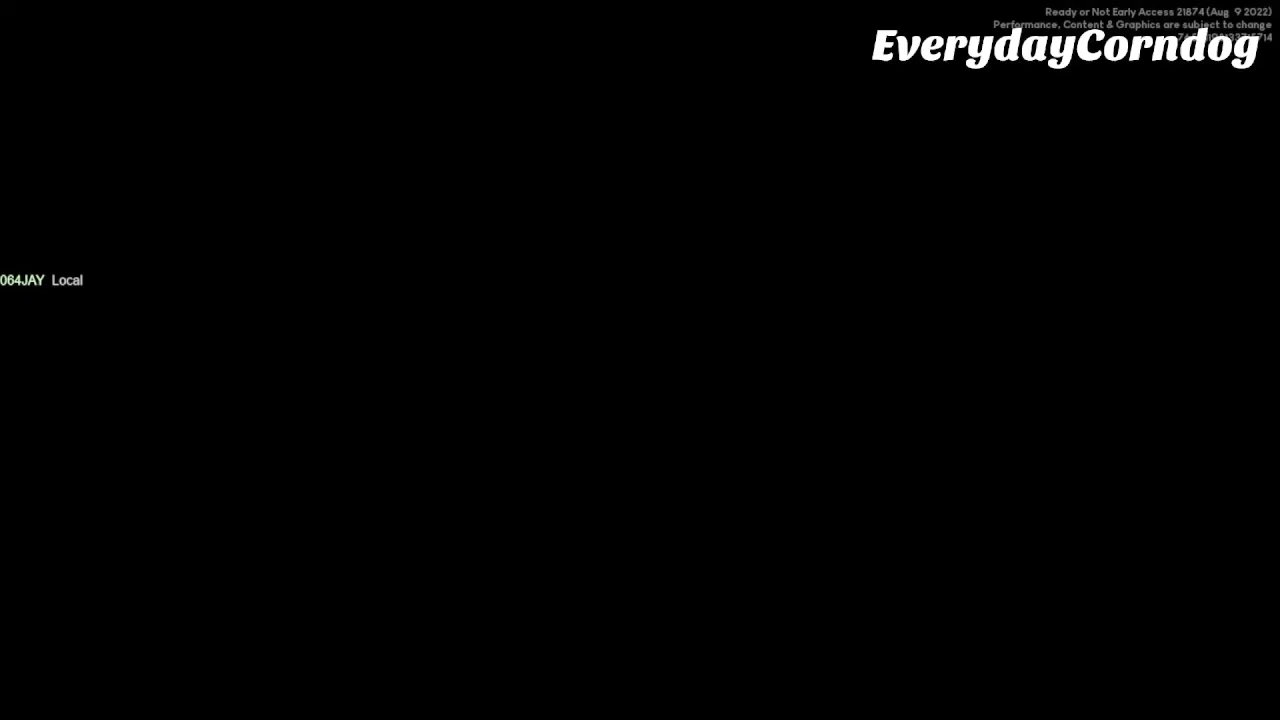 Ready or Not Early Access 21874 (Aug 9 2022)
Performance, Content & Graphics are subject to change
EverydayCorndog
064JAY Local